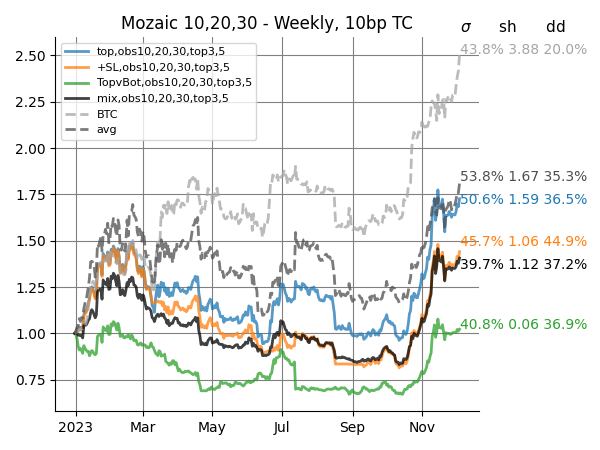 Mozaic 10,20,30 - Weekly, 10bp TC
σ sh dd
43.8% 3.88 20.0%
53.8% 1.67 35.3%
50.6% 1.59 36.5%
45.7% 1.06 44.9%
39.7% 1.12 37.2%
40.8% 0.06 36.9%
top,obs10,20,30,top3,5
+SL,obs10,20,30,top3,5
TopvBot,obs10,20,30,top3,5
mix,obs10,20,30,top3,5
BTC
avg
2.50
2.25
2.00
1.75
1.50
1.25
1.00
0.75
2023 Mar May Jul Sep Nov